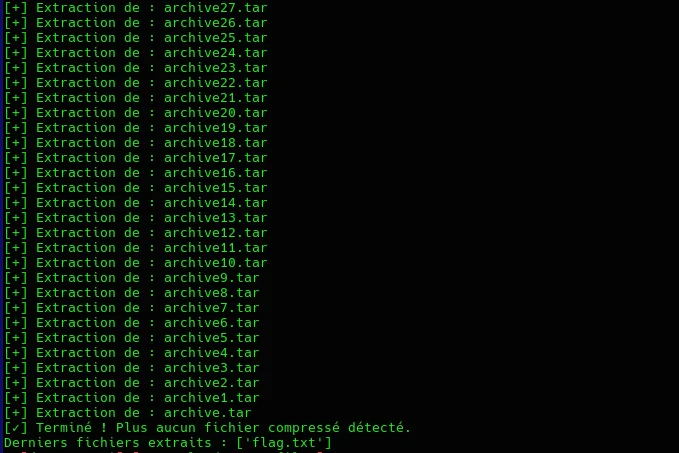 [+] Extraction de : archive27.tar
[+] Extraction de : archive26.tar
[+] Extraction de : archive25.tar
[+] Extraction de : archive24.tar
[+] Extraction de : archive23.tar
[+] Extraction de : archive22.tar
[+] Extraction de : archive21.tar
[+] Extraction de : archive20.tar
[+] Extraction de : archive19.tar
[+] Extraction de : archive18.tar
[+] Extraction de : archive17.tar
[+] Extraction de : archive16.tar
[+] Extraction de : archive15.tar
[+] Extraction de : archive14.tar
[+] Extraction de : archive13.tar
[+] Extraction de : archive12.tar
[+] Extraction de : archive11.tar
[+] Extraction de : archive10.tar
[+] Extraction de : archive9.tar
[+] Extraction de : archive8.tar
[+] Extraction de : archive7.tar
[+] Extraction de : archive6.tar
[+] Extraction de : archive5.tar
[+] Extraction de : archive4.tar
[+] Extraction de : archive3.tar
[+] Extraction de : archive2.tar
[+] Extraction de : archive1.tar
[+] Extraction de : archive.tar
[✓] Terminé ! Plus aucun fichier compressé détecté.
Derniers fichiers extraits : ['flag.txt']